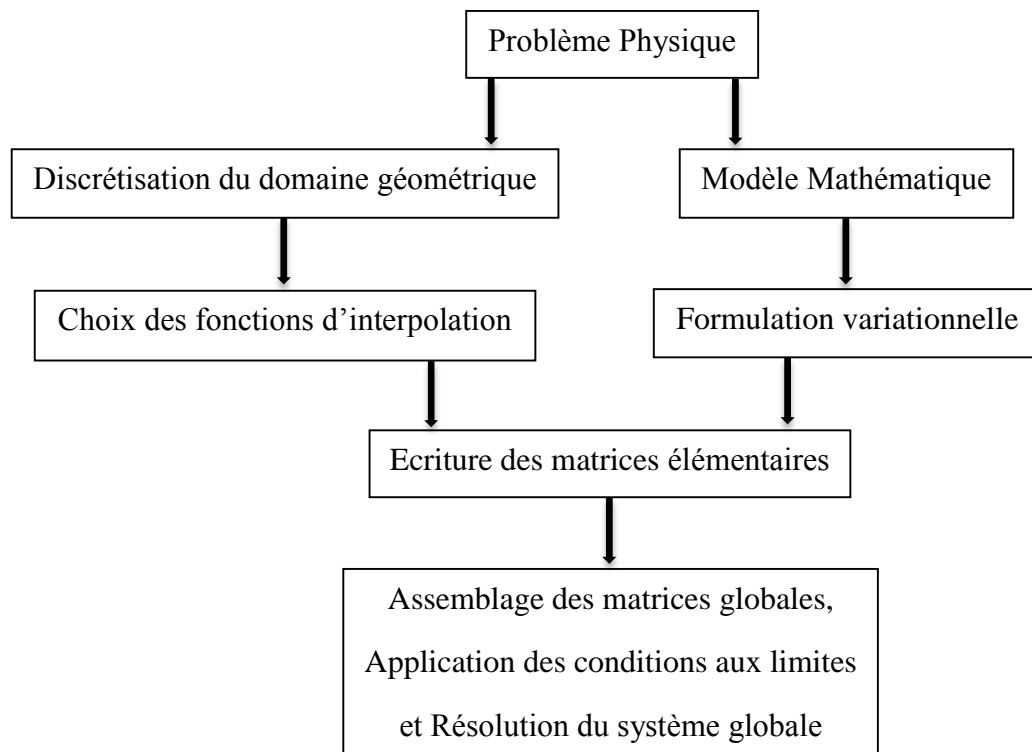 Problème Physique
Discrétisation du domaine géométrique
Modèle Mathématique
Choix des fonctions d’interpolation
Formulation variationnelle
Ecriture des matrices élémentaires
Assemblage des matrices globales,
Application des conditions aux limites
et Résolution du système globale